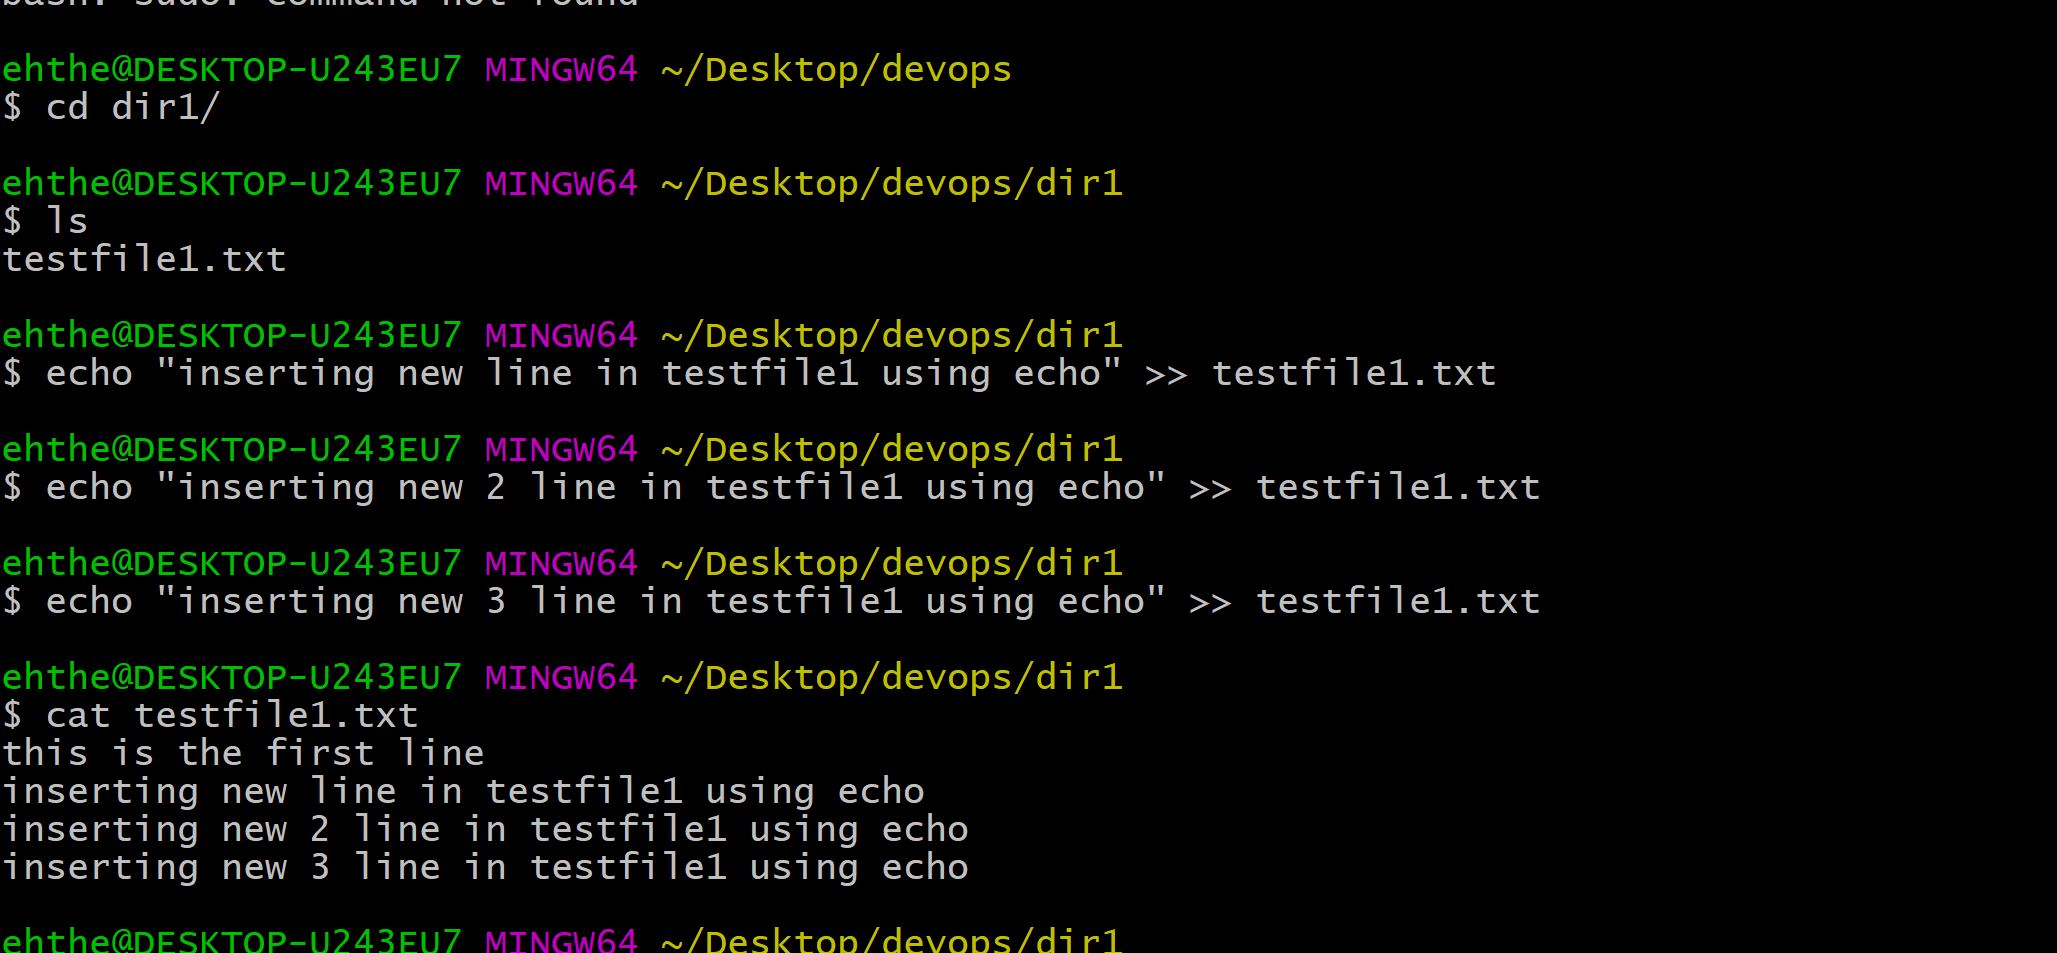 bash: sudo: command not found
ehthe@DESKTOP-U243EU7 MINGW64 ~/Desktop/devops
$ cd dir1/
ehthe@DESKTOP-U243EU7 MINGW64 ~/Desktop/devops/dir1
$ ls
testfile1.txt
ehthe@DESKTOP-U243EU7 MINGW64 ~/Desktop/devops/dir1
$ echo "inserting new line in testfile1 using echo" >> testfile1.txt
ehthe@DESKTOP-U243EU7 MINGW64 ~/Desktop/devops/dir1
$ echo "inserting new 2 line in testfile1 using echo" >> testfile1.txt
ehthe@DESKTOP-U243EU7 MINGW64 ~/Desktop/devops/dir1
$ echo "inserting new 3 line in testfile1 using echo" >> testfile1.txt
ehthe@DESKTOP-U243EU7 MINGW64 ~/Desktop/devops/dir1
$ cat testfile1.txt
this is the first line
inserting new line in testfile1 using echo
inserting new 2 line in testfile1 using echo
inserting new 3 line in testfile1 using echo
ehthe@DESKTOP-U243EU7 MINGW64 ~/Desktop/devops/dir1